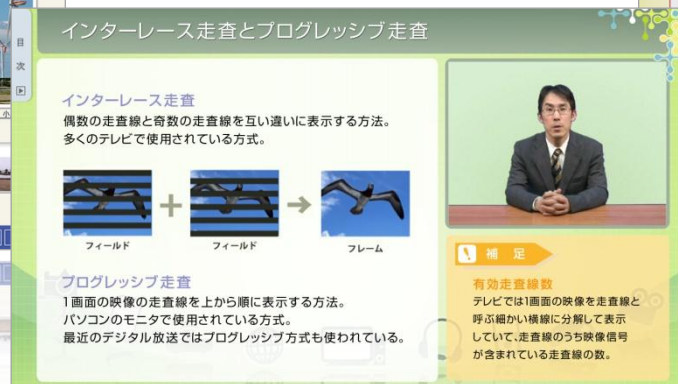 インターレース走査とプログレッシブ走査
目
次
インターレース走査
偶数の走査線と奇数の走査線を互い違いに表示する方法。
多くのテレビで使用されている方式。
フィールド
フィールド
フレーム
プログレッシブ走査
1画面の映像の走査線を上から順に表示する方法。
パソコンのモニタで使用されている方式。
最近のデジタル放送ではプログレッシブ方式も使われている。
補 足
有効走査線数
テレビでは1画面の映像を走査線と
呼ぶ細かい横線に分解して表示
していて、走査線のうち映像信号
が含まれている走査線の数。